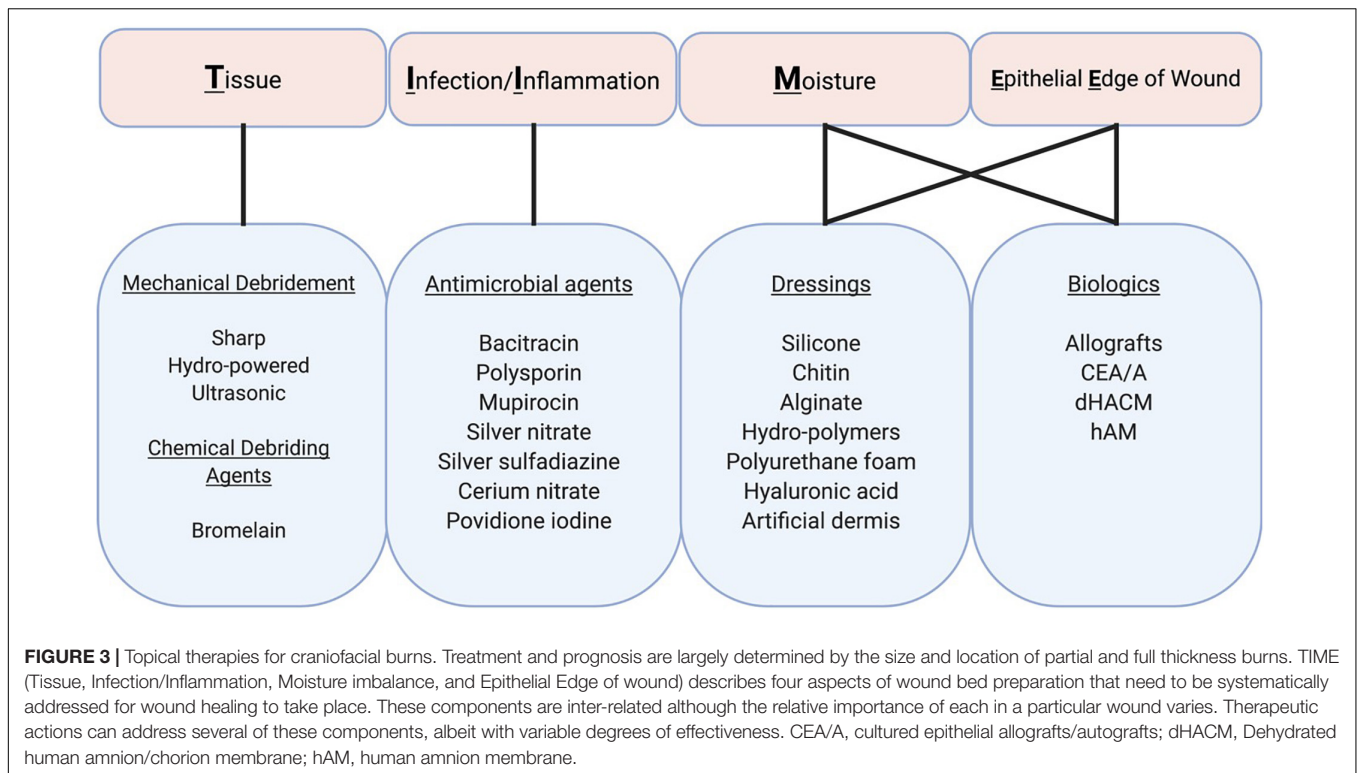 Tissue
Infection/Inflammation
Moisture
Epithelial Edge of Wound
Mechanical Debridement
Sharp
Hydro-powered
Ultrasonic
Chemical Debriding
Agents
Bromelain
Antimicrobial agents
Bacitracin
Polysporin
Mupirocin
Silver nitrate
Silver sulfadiazine
Cerium nitrate
Povidione iodine
Dressings
Silicone
Chitin
Alginate
Hydro-polymers
Polyurethane foam
Hyaluronic acid
Artificial dermis
Biologics
Allografts
CEA/A
dHACM
hAM
FIGURE 3 | Topical therapies for craniofacial burns. Treatment and prognosis are largely determined by the size and location of partial and full thickness burns. TIME
(Tissue, Infection/Inflammation, Moisture imbalance, and Epithelial Edge of wound) describes four aspects of wound bed preparation that need to be systematically
addressed for wound healing to take place. These components are inter-related although the relative importance of each in a particular wound varies. Therapeutic
actions can address several of these components, albeit with variable degrees of effectiveness. CEA/A, cultured epithelial allografts/autografts; dHACM, Dehydrated
human amnion/chorion membrane; hAM, human amnion membrane.